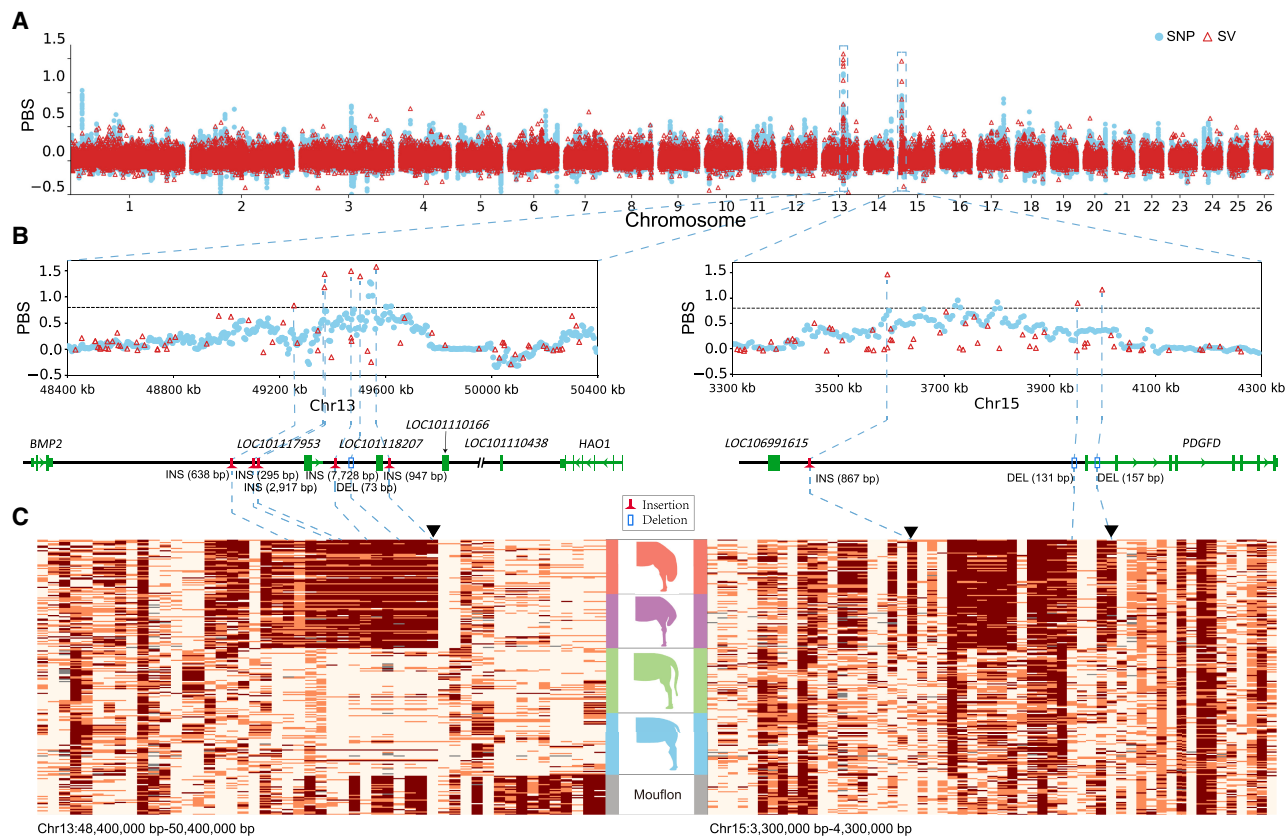 A
SNP SV
1.5
1.0
0.5
0.0
−0.5
PBS
1 2 3 4 5 6 7 8 9 10 11 12 13 14 15 16 17 18 19 20 21 22 23 24 25 26
Chromosome
B
1.5
1.0
0.5
0.0
−0.5
PBS
48400 kb 48800 kb 49200 kb 49600 kb 50000 kb 50400 kb
Chr13
1.5
1.0
0.5
0.0
−0.5
PBS
3300 kb 3500 kb 3700 kb 3900 kb 4100 kb 4300 kb
Chr15
LOC101110166
BMP2 LOC101117953 LOC101118207 LOC101110438 HAO1
INS (638 bp) INS (295 bp) INS (7,728 bp) INS (947 bp)
INS (2,917 bp) DEL (73 bp)
LOC106991615 PDGFD
INS (867 bp) DEL (131 bp) DEL (157 bp)
C
Insertion
Deletion
Mouflon
Chr13:48,400,000 bp-50,400,000 bp
Chr15:3,300,000 bp-4,300,000 bp